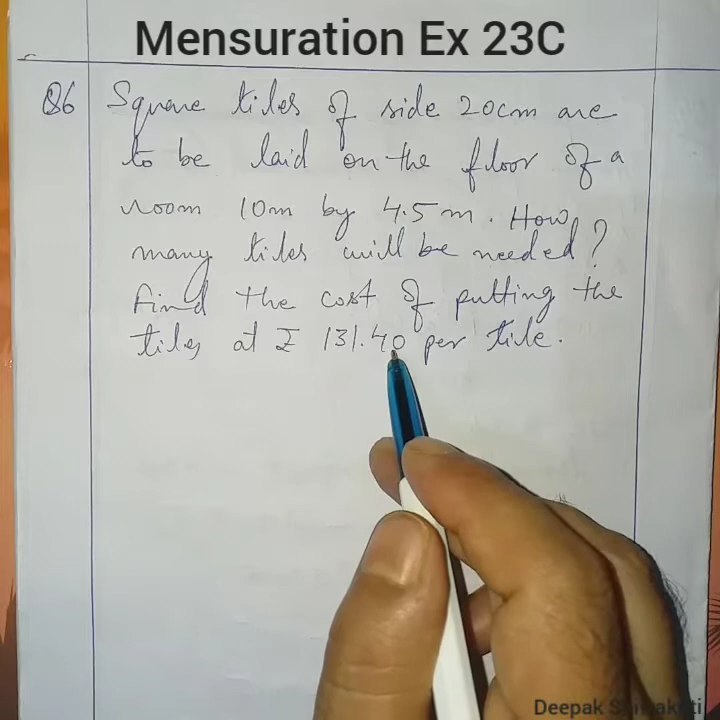 Mensuration Ex 23C
Q6 Square tiles of side 20cm are
to be laid on the floor of a
room 10m by 4.5m. How
many tiles will be needed?
Find the cost of putting the
tiles at ₹ 131.40 per tile.
Deepak